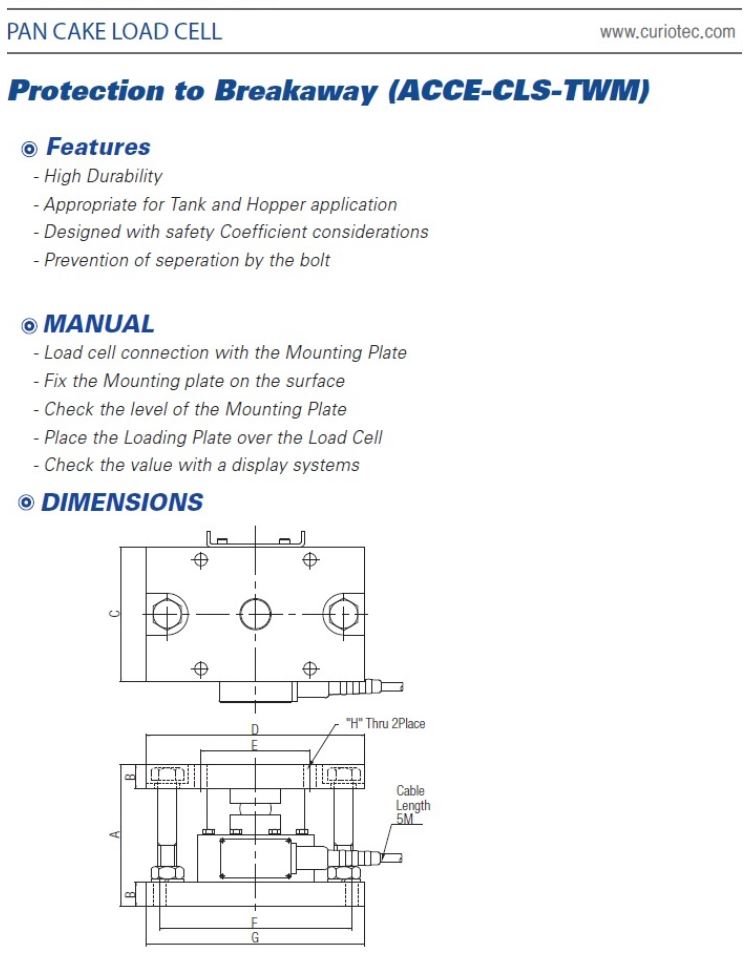 PAN CAKE LOAD CELL
www.curiotec.com
Protection to Breakaway (ACCE-CLS-TWM)
Features
- High Durability
- Appropriate for Tank and Hopper application
- Designed with safety Coefficient considerations
- Prevention of seperation by the bolt
MANUAL
- Load cell connection with the Mounting Plate
- Fix the Mounting plate on the surface
- Check the level of the Mounting Plate
- Place the Loading Plate over the Load Cell
- Check the value with a display systems
DIMENSIONS
C
"H" Thru 2Place
D
E
B
Cable
Length
5M
A
B
F
G